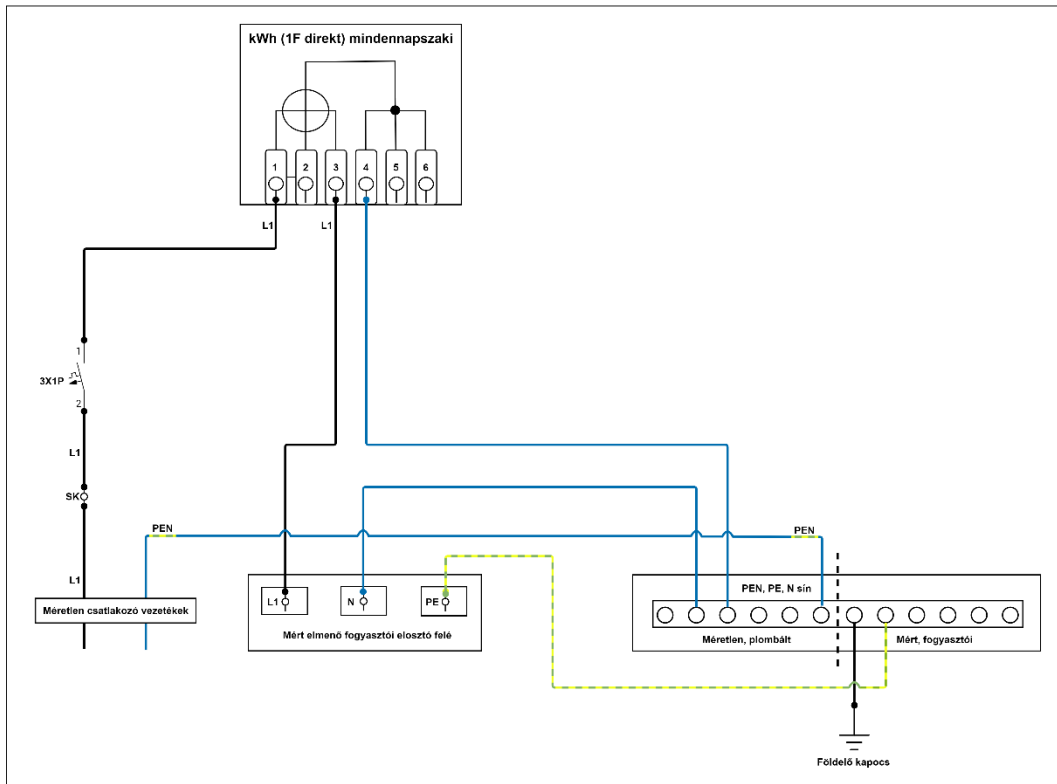 kWh (1F direkt) mindennapszaki
1 2 3 4 5 6
L1 L1
1
3X1P
2
L1
SK
PEN PEN
L1
PEN, PE, N sín
L1 N PE
Méretlen csatlakozó vezetékek
Mért elmenő fogyasztói elosztó felé
Méretlen, plombált Mért, fogyasztói
Földelő kapocs